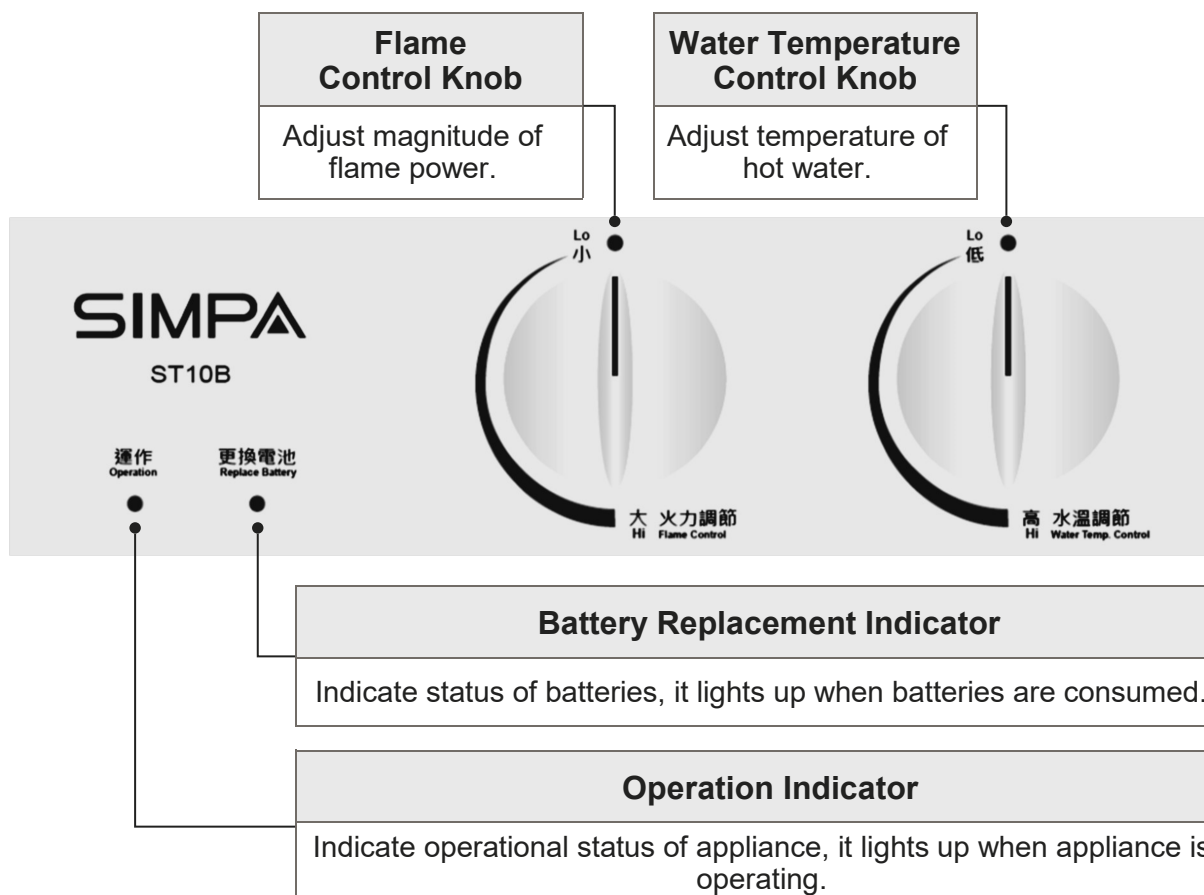 Flame
Control Knob
Adjust magnitude of
flame power.
Water Temperature
Control Knob
Adjust temperature of
hot water.
SIMPA
ST10B
運作
Operation
更換電池
Replace Battery
Lo
小
大 火力調節
Hi Flame Control
Lo
低
高 水溫調節
Hi Water Temp. Control
Battery Replacement Indicator
Indicate status of batteries, it lights up when batteries are consumed.
Operation Indicator
Indicate operational status of appliance, it lights up when appliance is
operating.